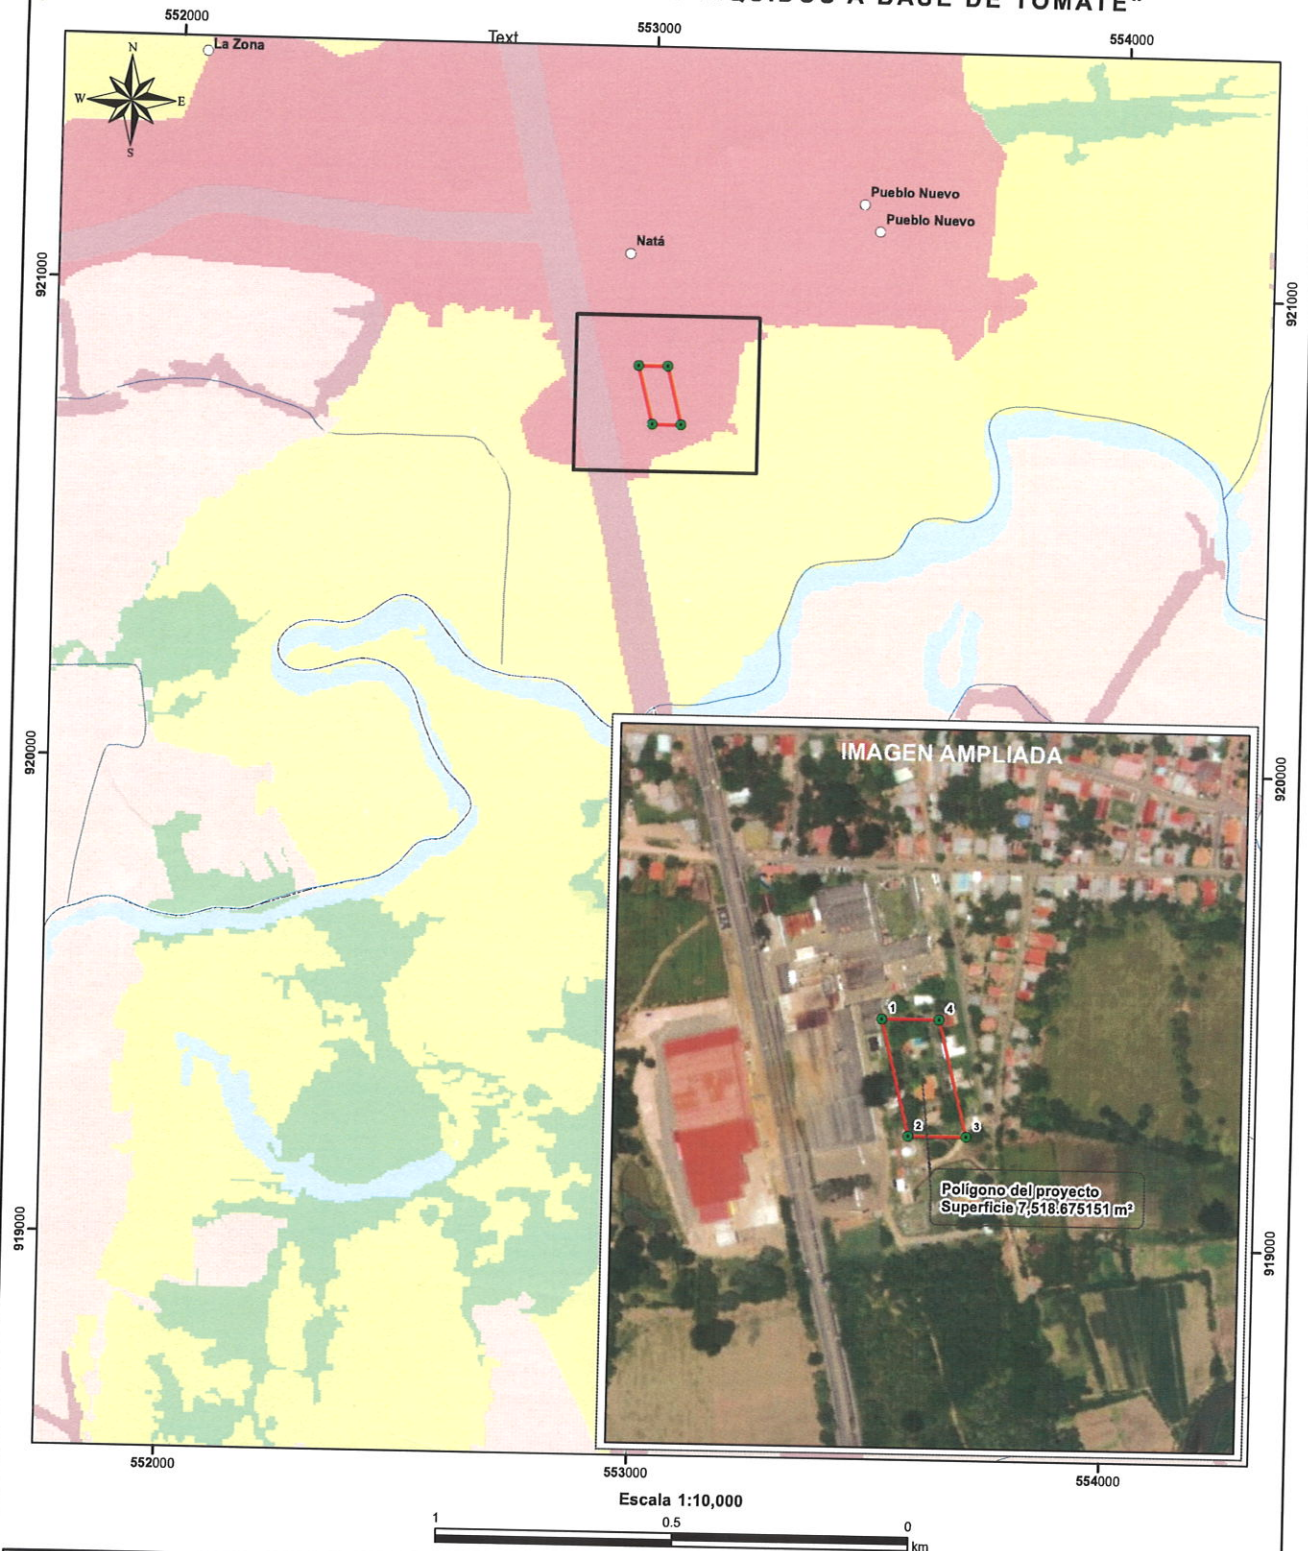 A BASE DE TOMATE"
552000
Text
553000
554000
La Zona
N
W
E
S
Pueblo Nuevo
Pueblo Nuevo
Natá
921000
921000
920000
920000
IMAGEN AMPLIADA
1
4
2
3
Polígono del proyecto
Superficie 7,518.675151 m²
919000
919000
552000
553000
554000
Escala 1:10,000
1
0.5
0
km